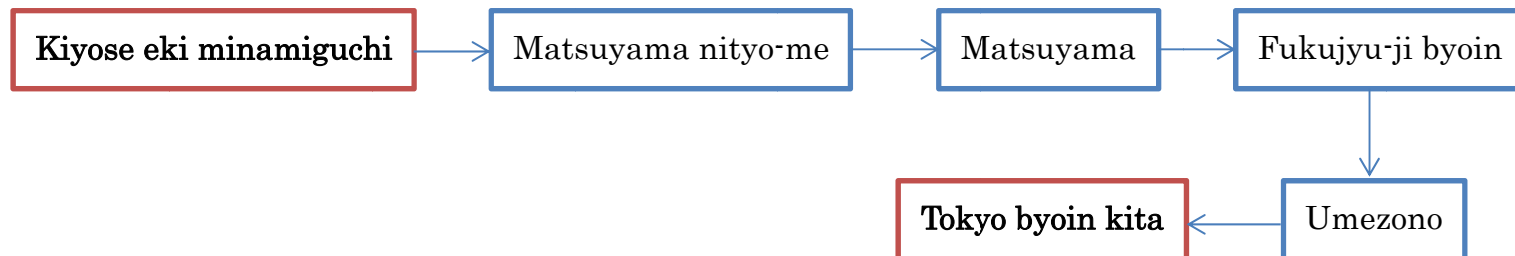 Kiyose eki minamiguchi
Matsuyama nityo-me
Matsuyama
Fukujyu-ji byoin
Umezono
Tokyo byoin kita